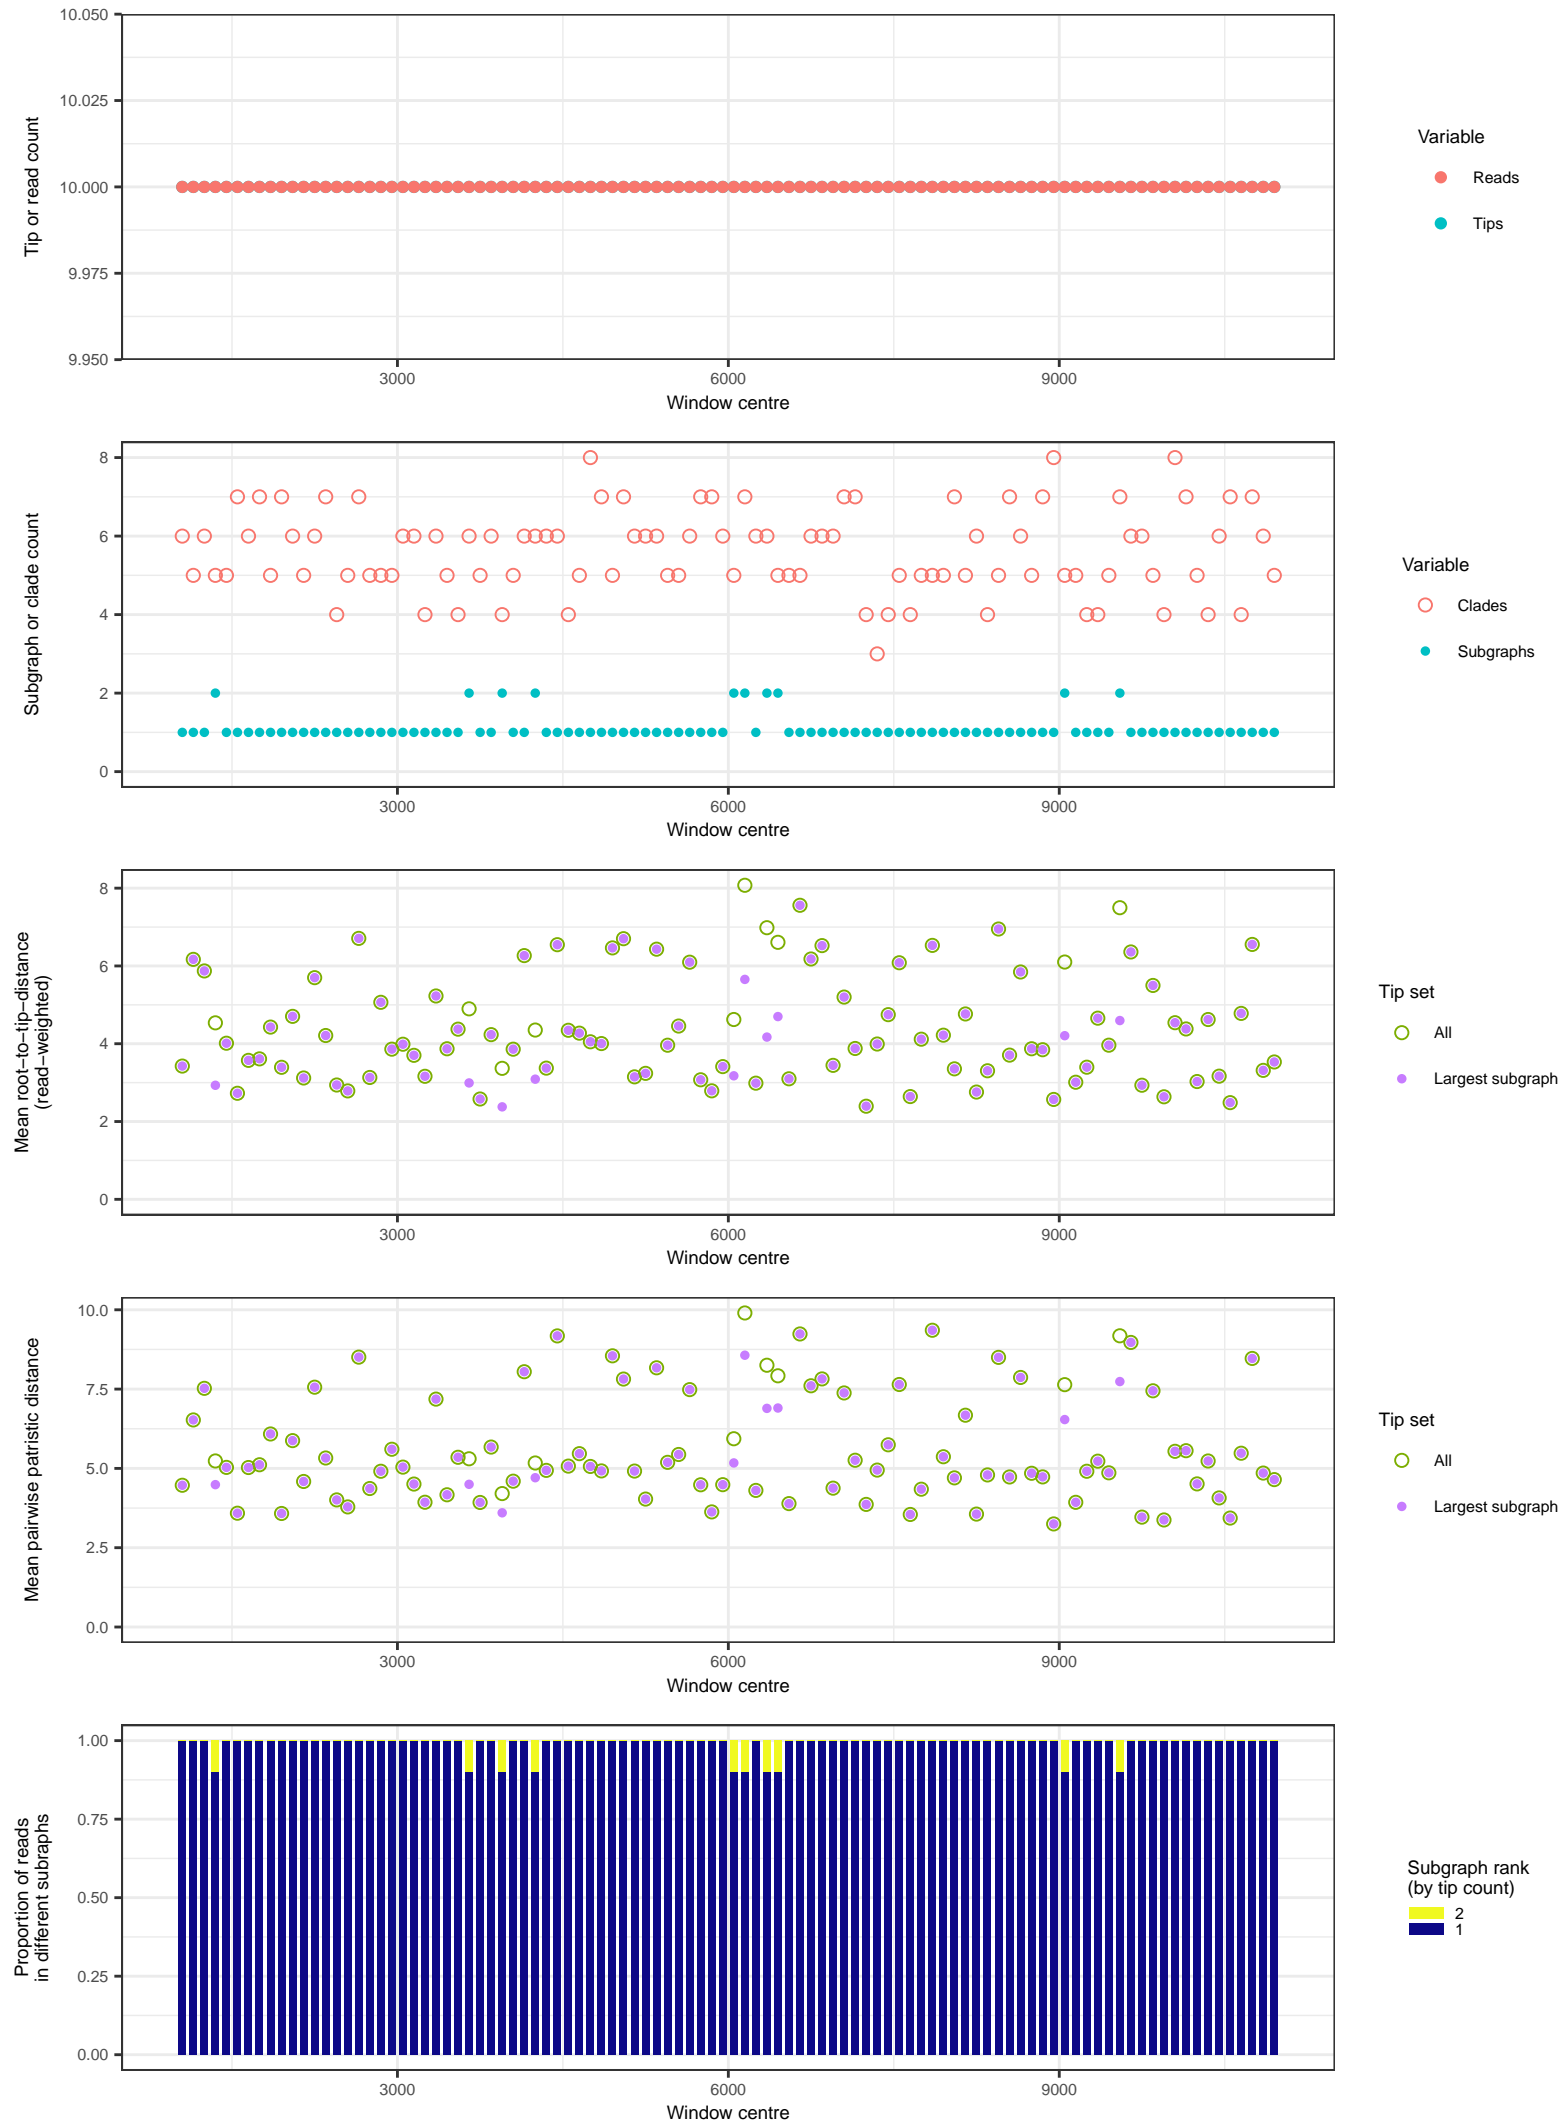 10.050
10.025
10.000
9.975
9.950
Tip or read count
3000
6000
9000
Window centre
Variable
Reads
Tips
8
6
4
2
0
Subgraph or clade count
3000
6000
9000
Window centre
Variable
Clades
Subgraphs
8
6
4
2
0
Mean root−to−tip−distance
(read−weighted)
3000
6000
9000
Window centre
Tip set
All
Largest subgraph
10.0
7.5
5.0
2.5
0.0
Mean pairwise patristic distance
3000
6000
9000
Window centre
Tip set
All
Largest subgraph
1.00
0.75
0.50
0.25
0.00
Proportion of reads
in different subraphs
3000
6000
9000
Window centre
Subgraph rank
(by tip count)
2
1